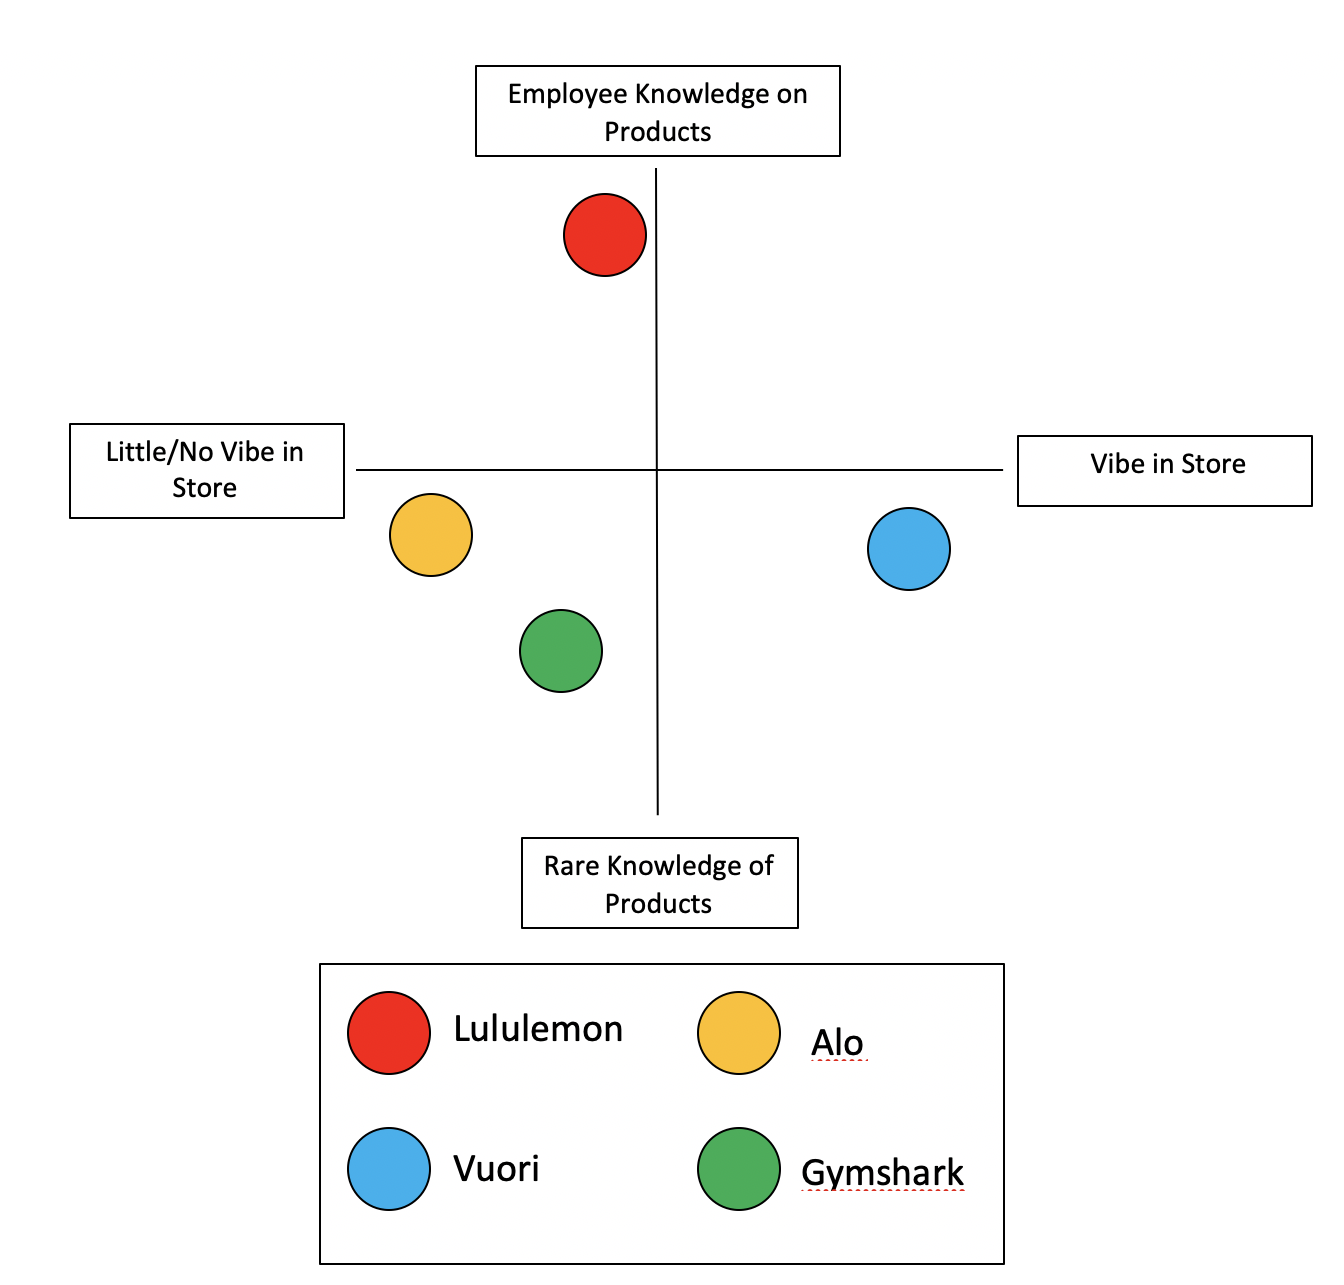 Employee Knowledge on
Products
Little/No Vibe in
Store
Vibe in Store
Rare Knowledge of
Products
Lululemon
Alo
Vuori
Gymshark